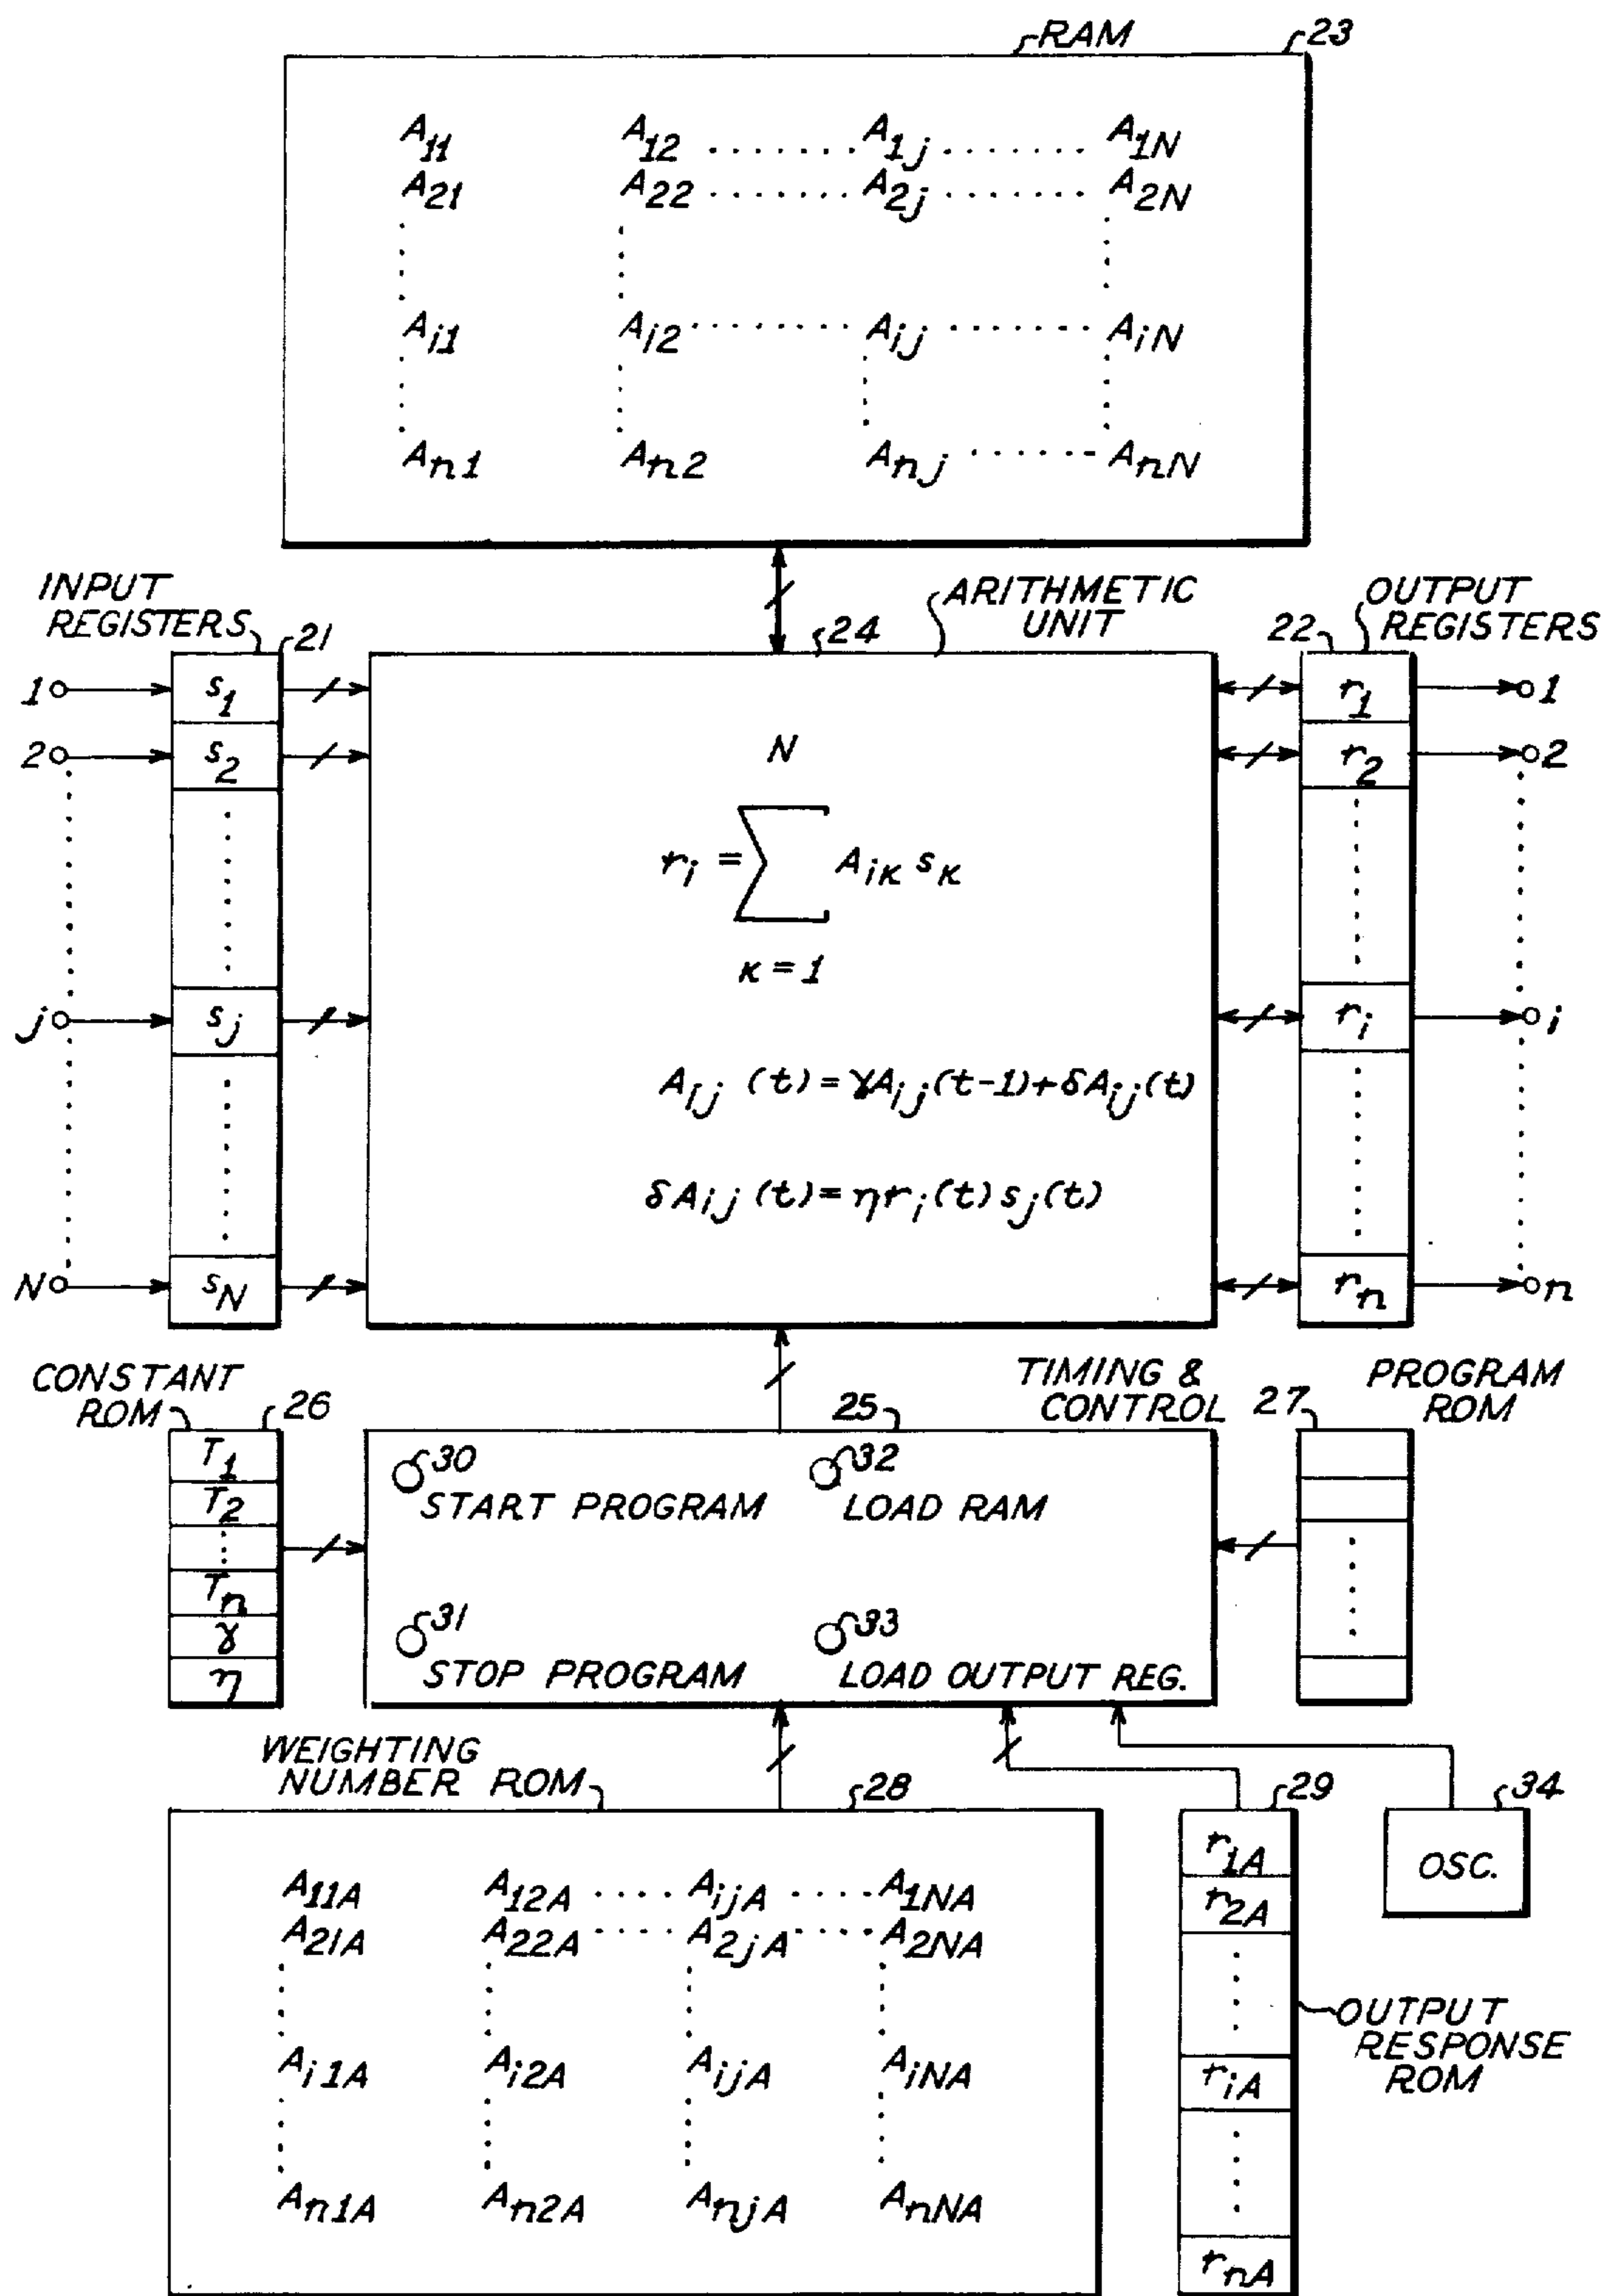 RAM 23
A11 A12 ....... A1j ....... A1N
A21 A22 ....... A2j ....... A2N
Ai1 Ai2 ....... Aij ....... AiN
An1 An2 Anj ...... AnN
INPUT REGISTERS 21
24
ARITHMETIC UNIT
22
OUTPUT REGISTERS
1 s1
2 s2
j sj
N sN
N
ri = ∑ Aiκ sκ
κ = 1
Aij (t) = γAij (t-1) + δAij (t)
δAij (t) = ηri (t) sj (t)
r1 1
r2 2
ri i
rn n
CONSTANT ROM 26
T1
T2
Tn
γ
η
25
TIMING & CONTROL
30
START PROGRAM
32
LOAD RAM
31
STOP PROGRAM
33
LOAD OUTPUT REG.
27
PROGRAM ROM
WEIGHTING NUMBER ROM 28
A11A A12A .... AijA .... A1NA
A21A A22A .... A2jA .... A2NA
Ai1A Ai2A AijA AiNA
An1A An2A AnjA AnNA
29
r1A
r2A
riA
rnA
OUTPUT RESPONSE ROM
34
OSC.